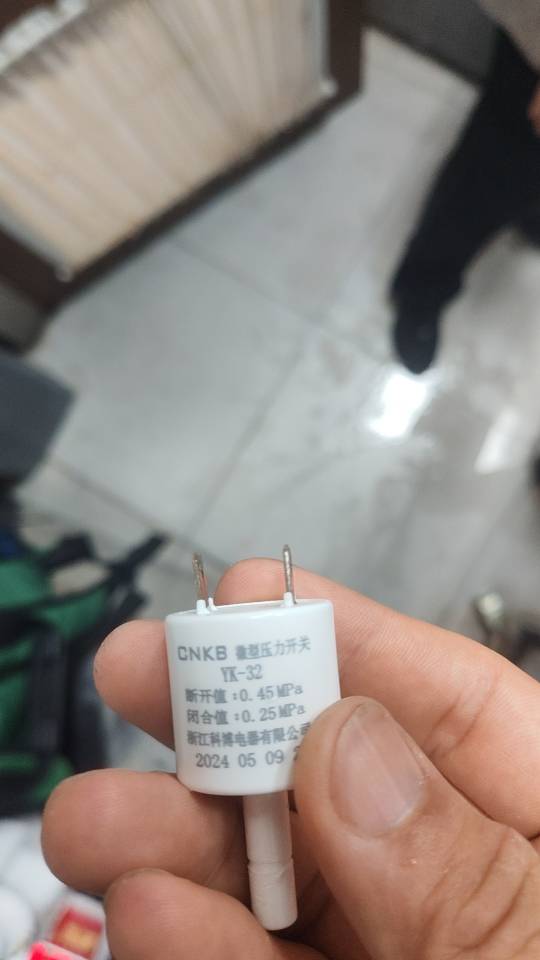 CNKB 微型压力开关
YK-32
断开值:0.45MPa
闭合值:0.25MPa
浙江科博电器有限公司
2024 05 09